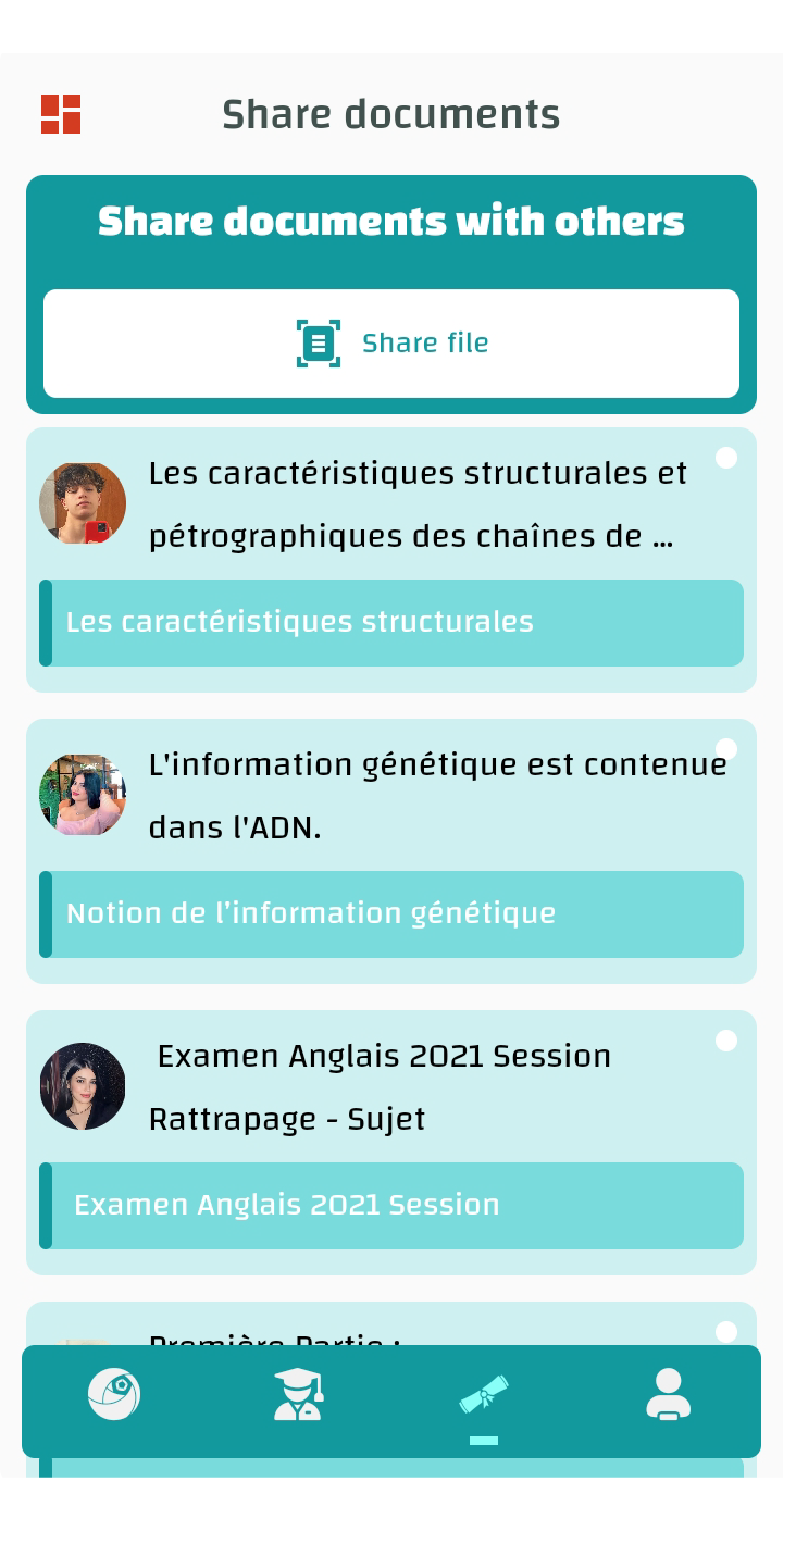 Share documents
Share documents with others
Share file
Les caractéristiques structurales et
pétrographiques des chaînes de ...
Les caractéristiques structurales
L'information génétique est contenue
dans l'ADN.
Notion de l'information génétique
Examen Anglais 2021 Session
Rattrapage - Sujet
Examen Anglais 2021 Session
Première Partie :